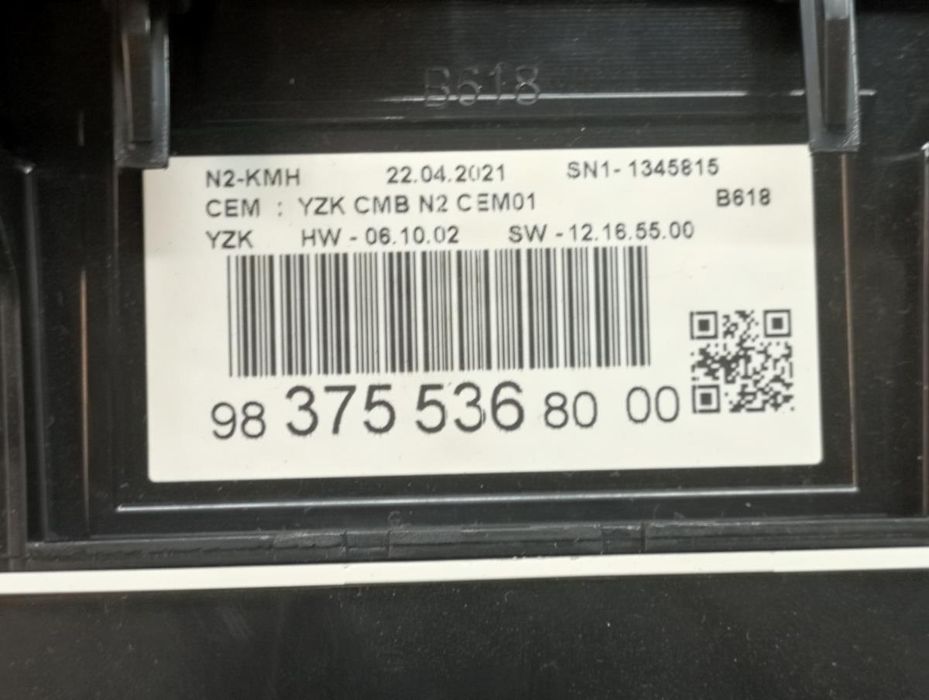 B618
N2-KMH 22.04.2021 SN1-1345815
CEM : YZK CMB N2 CEM01 B618
YZK HW - 06.10.02 SW - 12.16.55.00
98 375 536 80 00